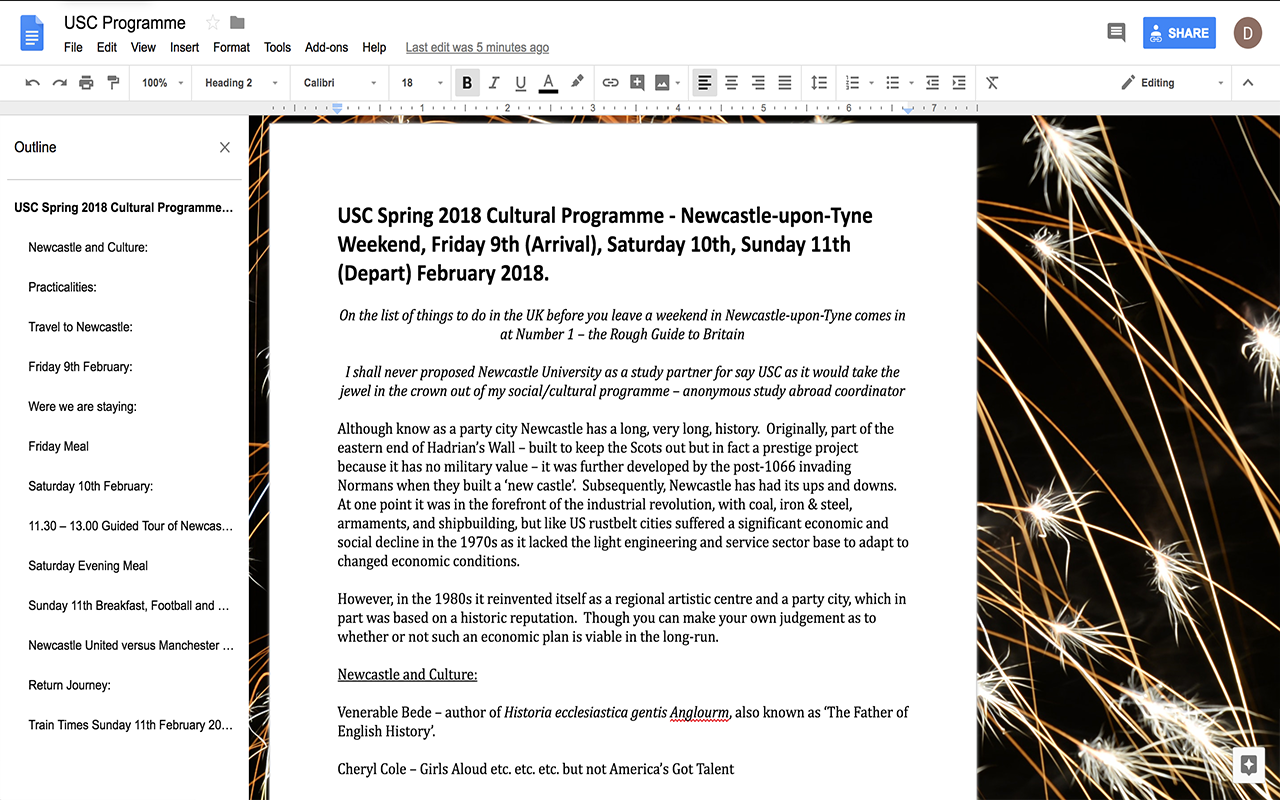 USC Programme
File Edit View Insert Format Tools Add-ons Help Last edit was 5 minutes ago
SHARE
D
100% Heading 2 Calibri 18 B I U A Editing
1 1 2 3 4 5 6 7
Outline
USC Spring 2018 Cultural Programme...
Newcastle and Culture:
Practicalities:
Travel to Newcastle:
Friday 9th February:
Were we are staying:
Friday Meal
Saturday 10th February:
11.30 – 13.00 Guided Tour of Newcas...
Saturday Evening Meal
Sunday 11th Breakfast, Football and ...
Newcastle United versus Manchester ...
Return Journey:
Train Times Sunday 11th February 20...
USC Spring 2018 Cultural Programme - Newcastle-upon-Tyne
Weekend, Friday 9th (Arrival), Saturday 10th, Sunday 11th
(Depart) February 2018.
On the list of things to do in the UK before you leave a weekend in Newcastle-upon-Tyne comes in
at Number 1 – the Rough Guide to Britain
I shall never proposed Newcastle University as a study partner for say USC as it would take the
jewel in the crown out of my social/cultural programme – anonymous study abroad coordinator
Although know as a party city Newcastle has a long, very long, history. Originally, part of the
eastern end of Hadrian's Wall – built to keep the Scots out but in fact a prestige project
because it has no military value – it was further developed by the post-1066 invading
Normans when they built a 'new castle'. Subsequently, Newcastle has had its ups and downs.
At one point it was in the forefront of the industrial revolution, with coal, iron & steel,
armaments, and shipbuilding, but like US rustbelt cities suffered a significant economic and
social decline in the 1970s as it lacked the light engineering and service sector base to adapt to
changed economic conditions.
However, in the 1980s it reinvented itself as a regional artistic centre and a party city, which in
part was based on a historic reputation. Though you can make your own judgement as to
whether or not such an economic plan is viable in the long-run.
Newcastle and Culture:
Venerable Bede – author of Historia ecclesiastica gentis Anglourm, also known as 'The Father of
English History'.
Cheryl Cole – Girls Aloud etc. etc. etc. but not America's Got Talent